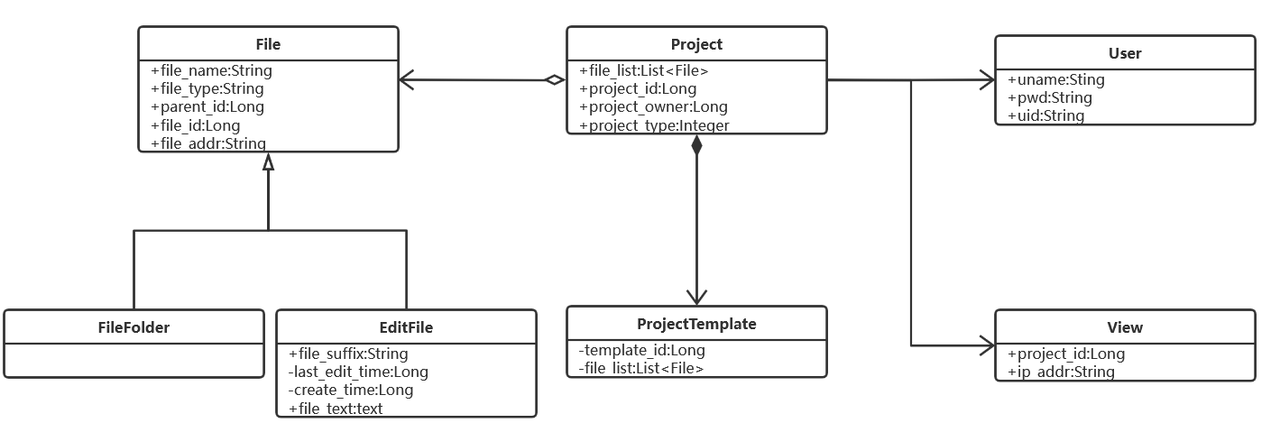 File
+file_name:String
+file_type:String
+parent_id:Long
+file_id:Long
+file_addr:String
Project
+file_list:List<File>
+project_id:Long
+project_owner:Long
+project_type:Integer
User
+uname:Sting
+pwd:String
+uid:String
FileFolder
EditFile
+file_suffix:String
-last_edit_time:Long
-create_time:Long
+file_text:text
ProjectTemplate
-template_id:Long
-file_list:List<File>
View
+project_id:Long
+ip_addr:String